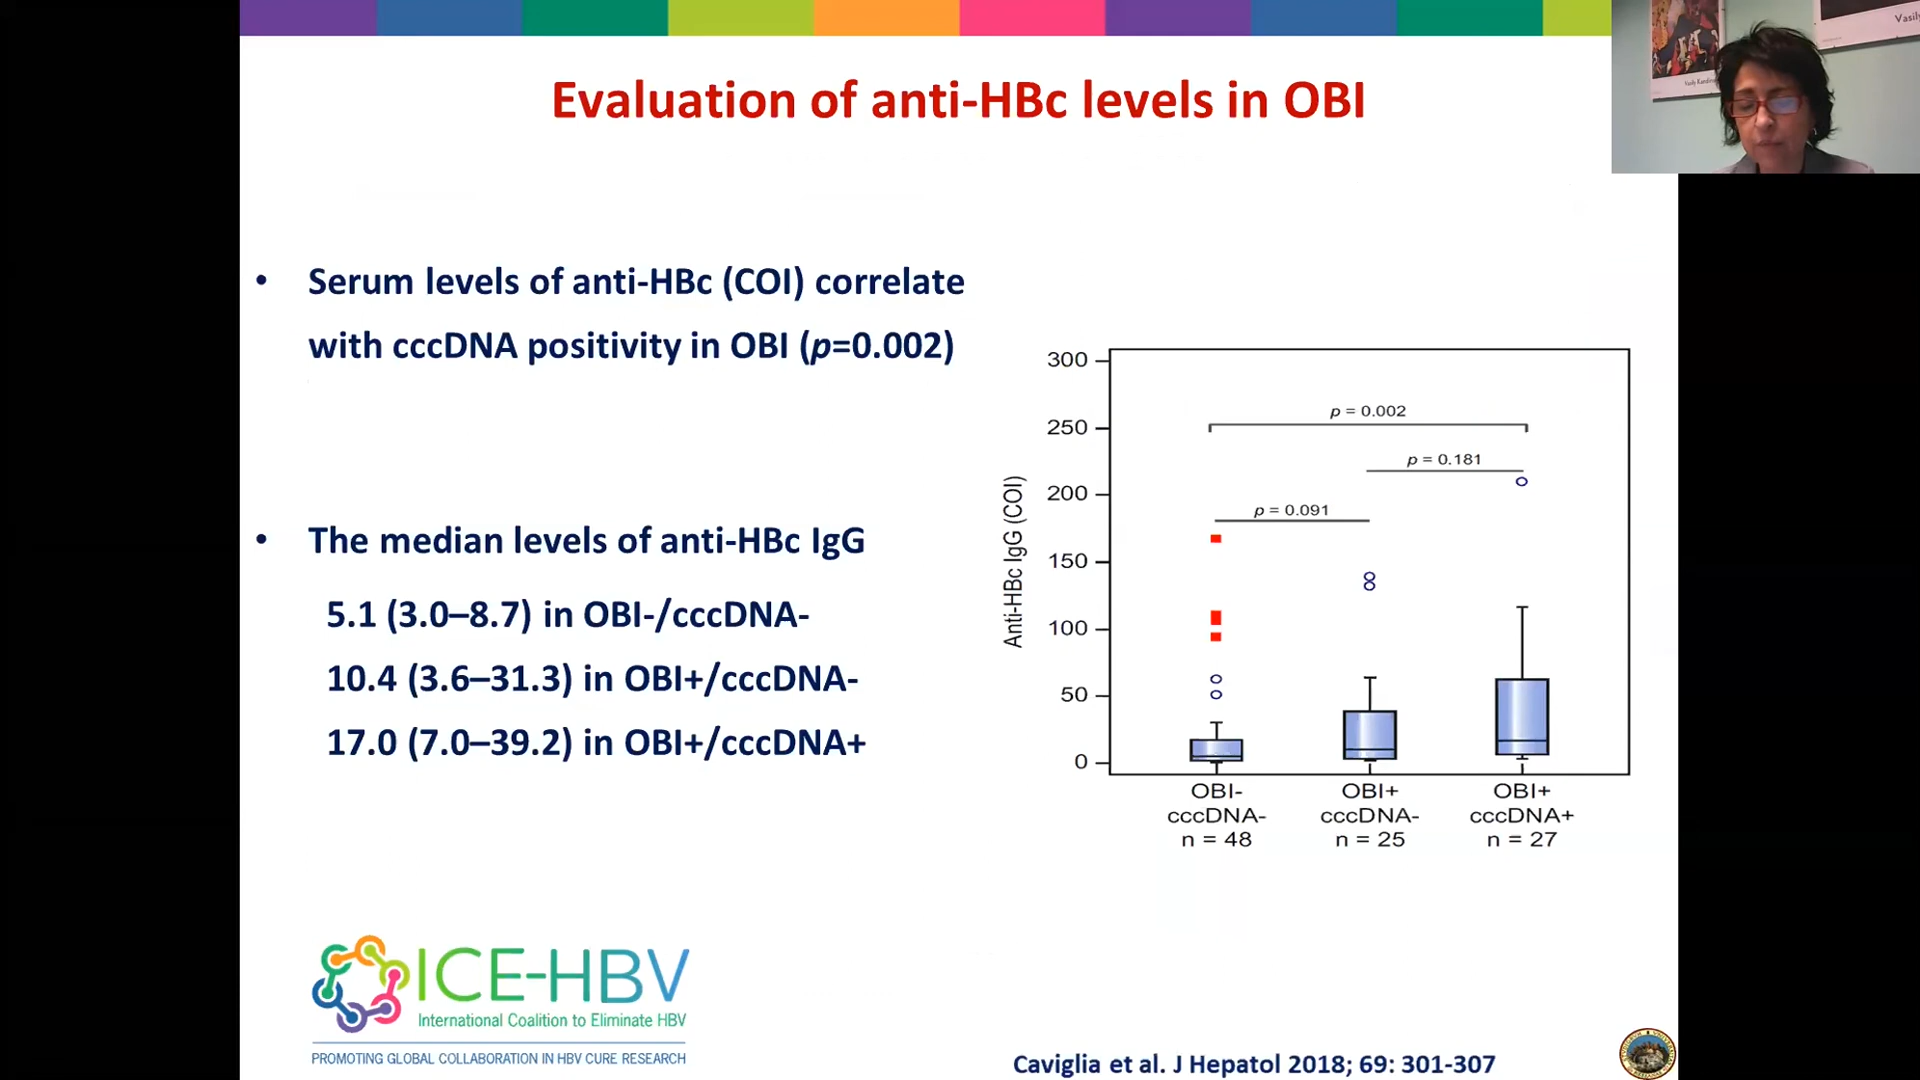 Evaluation of anti-HBc levels in OBI
Vasily Kandins
Vasil
• Serum levels of anti-HBc (COI) correlate
with cccDNA positivity in OBI (p=0.002)
• The median levels of anti-HBc IgG
5.1 (3.0–8.7) in OBI-/cccDNA-
10.4 (3.6–31.3) in OBI+/cccDNA-
17.0 (7.0–39.2) in OBI+/cccDNA+
Anti-HBc IgG (COI)
300
250
200
150
100
50
0
p = 0.002
p = 0.181
p = 0.091
OBI-
cccDNA-
n = 48
OBI+
cccDNA-
n = 25
OBI+
cccDNA+
n = 27
ICE-HBV
International Coalition to Eliminate HBV
PROMOTING GLOBAL COLLABORATION IN HBV CURE RESEARCH
Caviglia et al. J Hepatol 2018; 69: 301-307